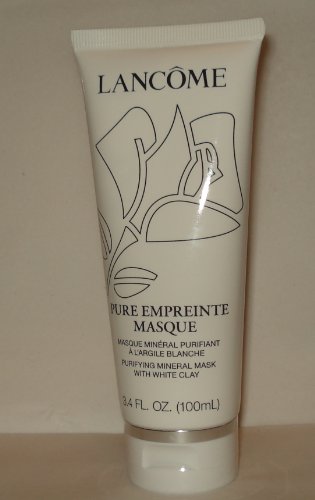 LANCÔME
PURE EMPREINTE
MASQUE
MASQUE MINÉRAL PURIFIANT
À L'ARGILE BLANCHE
PURIFYING MINERAL MASK
WITH WHITE CLAY
3.4 FL. OZ. (100mL)